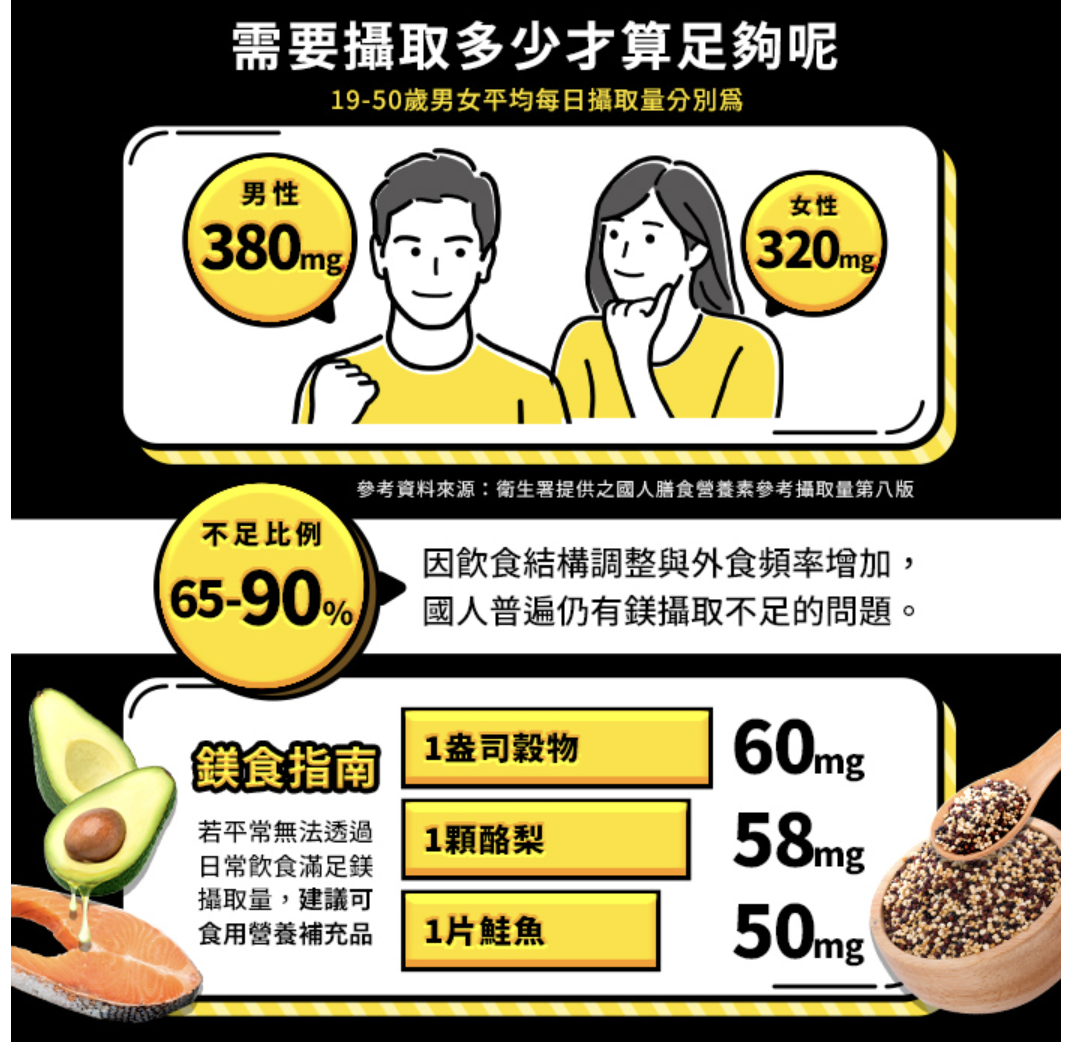 需要攝取多少才算足夠呢
19-50歲男女平均每日攝取量分別爲
男性
380mg
女性
320mg
參考資料來源：衛生署提供之國人膳食營養素參考攝取量第八版
不足比例
65-90%
因飲食結構調整與外食頻率增加，
國人普遍仍有鎂攝取不足的問題。
鎂食指南
若平常無法透過
日常飲食滿足鎂
攝取量，建議可
食用營養補充品
1盎司穀物
60mg
1顆酪梨
58mg
1片鮭魚
50mg